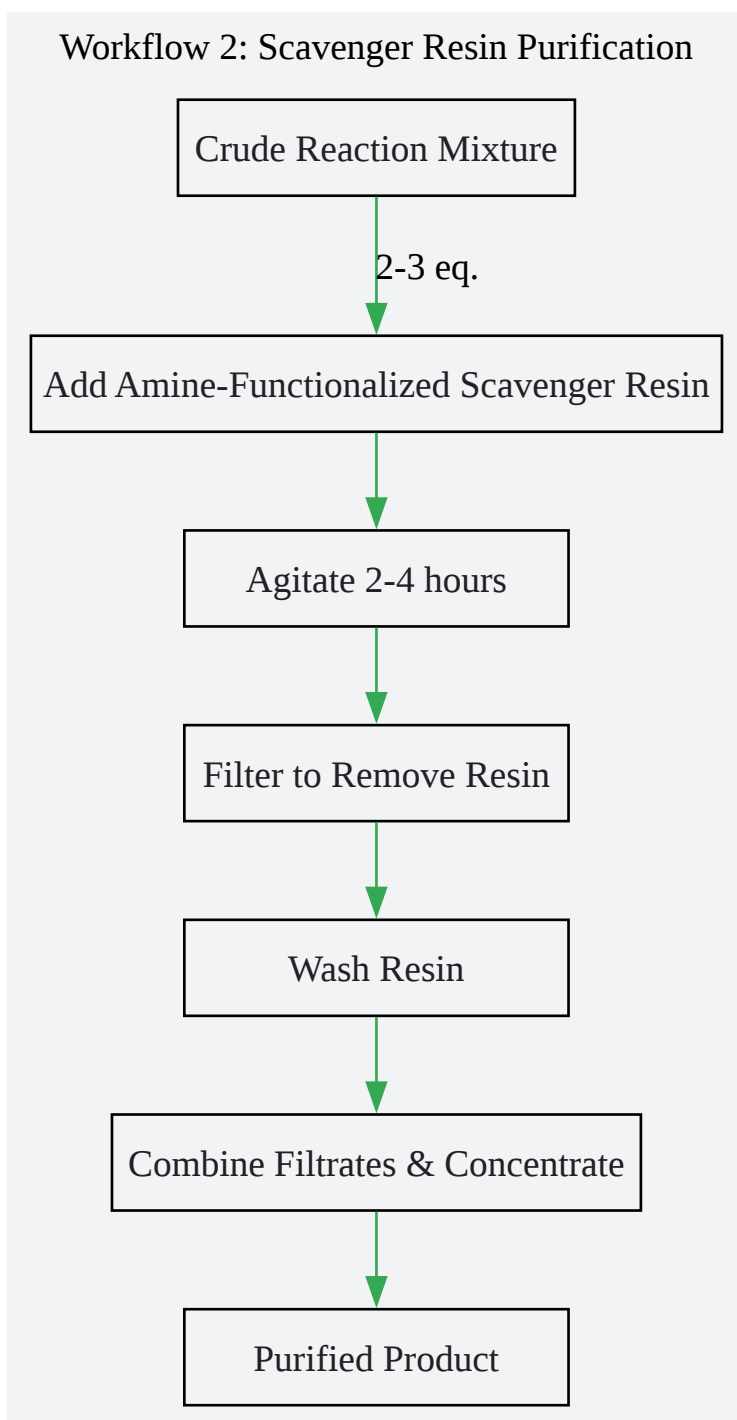 Workflow 2: Scavenger Resin Purification
Crude Reaction Mixture
2-3 eq.
Add Amine-Functionalized Scavenger Resin
Agitate 2-4 hours
Filter to Remove Resin
Wash Resin
Combine Filtrates & Concentrate
Purified Product